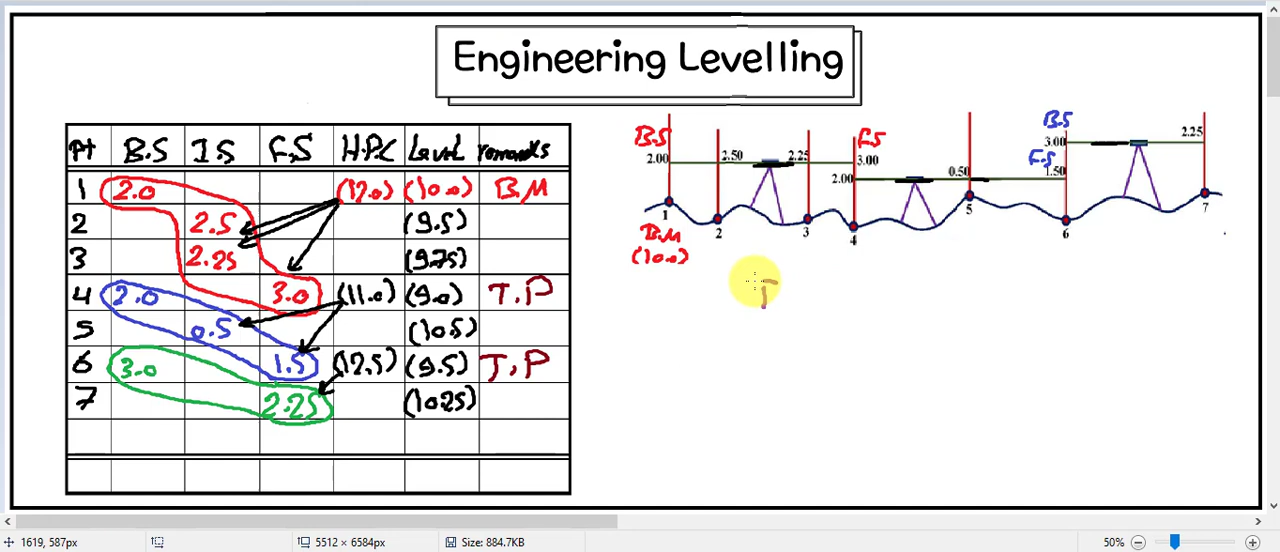 Engineering Levelling
Pt B.S I.S F.S H.P.C Level remarks
1 2.0 (12.0) (10.0) B.M
2 2.5 (9.5)
3 2.25 (9.75)
4 2.0 3.0 (11.0) (9.0) T.P
5 0.5 (10.5)
6 3.0 1.5 (12.5) (9.5) T.P
7 2.25 (10.25)
B.S F.S B.S
2.00 2.50 2.25 3.00 F.S 3.00 2.25
2.00 0.50 1.50
1 2 3 4 5 6 7
B.M
(10.0)
T
1619, 587px 5512 × 6584px Size: 884.7KB 50%